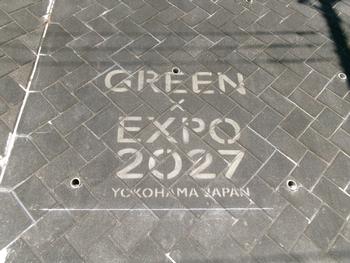 GREEN
×
EXPO
2027
YOKOHAMA JAPAN